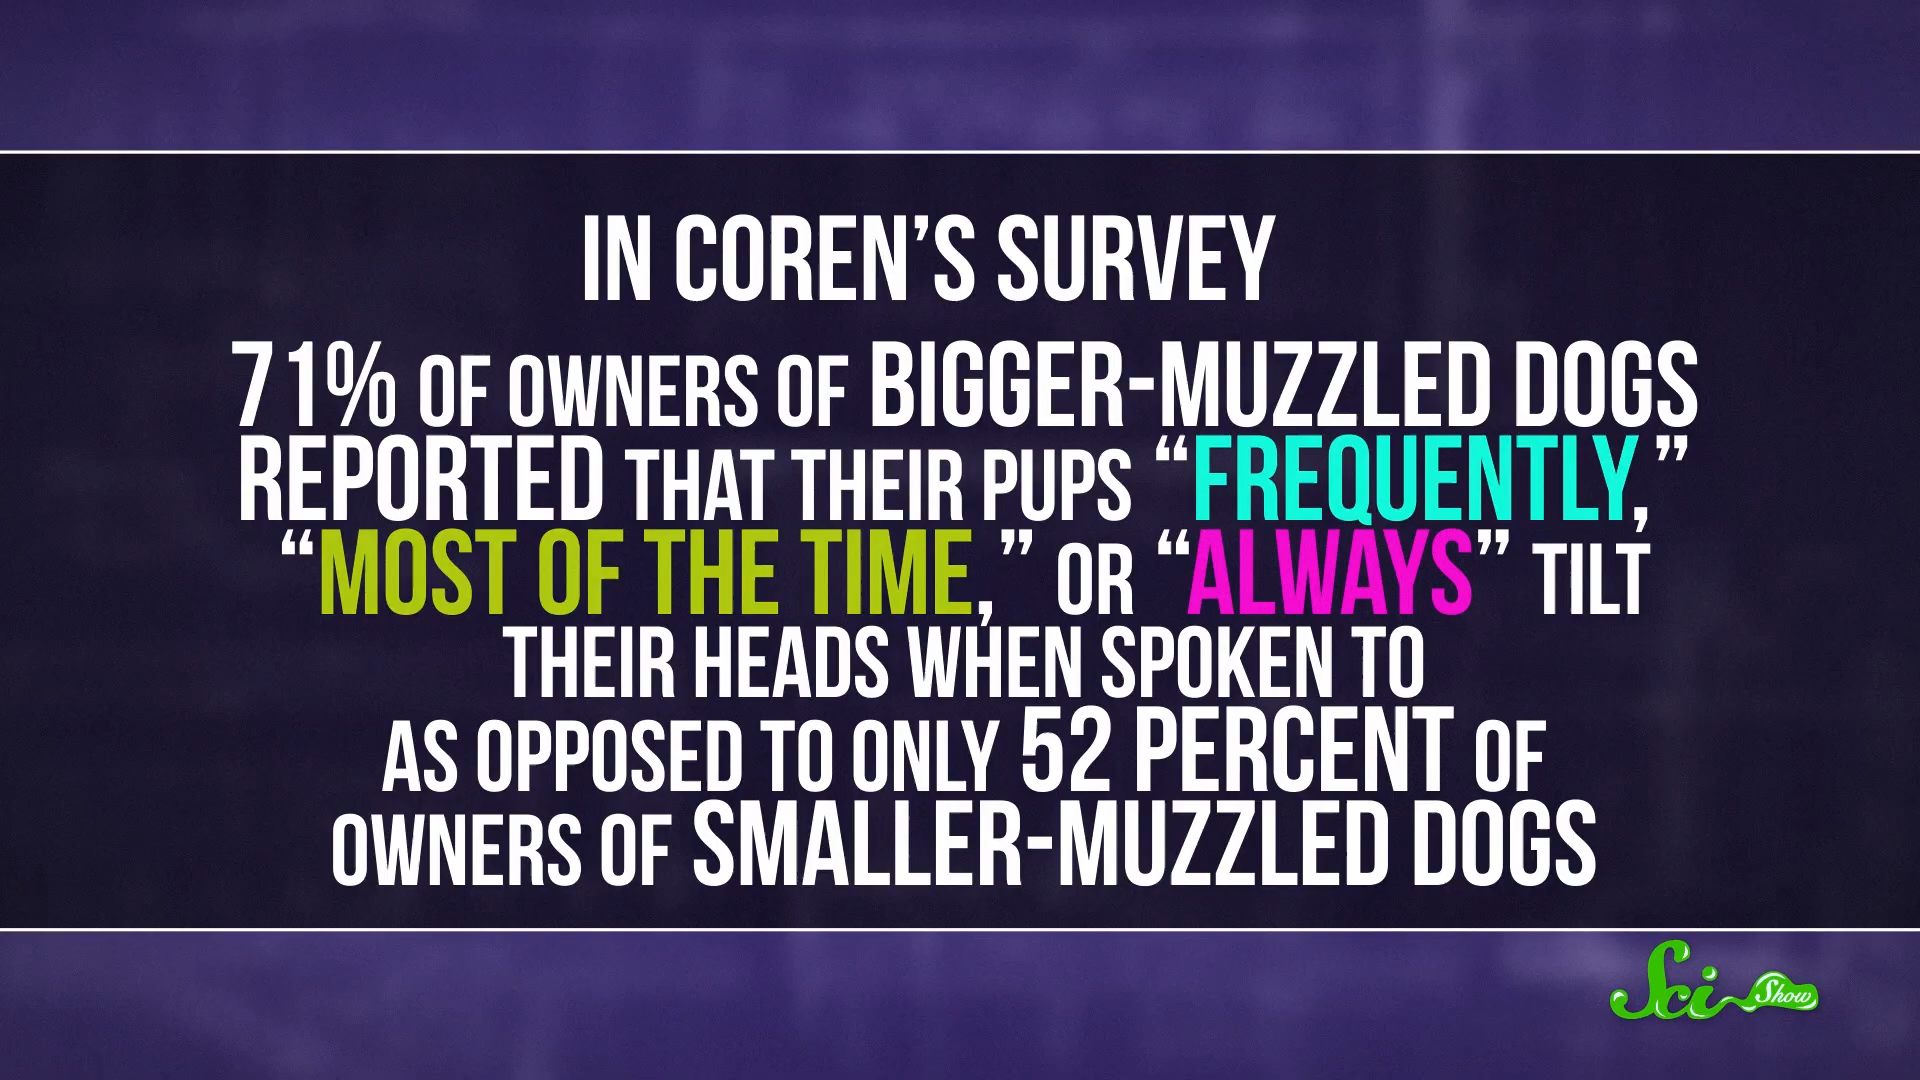 IN COREN'S SURVEY
71% OF OWNERS OF BIGGER-MUZZLED DOGS
REPORTED THAT THEIR PUPS “FREQUENTLY,”
“MOST OF THE TIME,” OR “ALWAYS” TILT
THEIR HEADS WHEN SPOKEN TO
AS OPPOSED TO ONLY 52 PERCENT OF
OWNERS OF SMALLER-MUZZLED DOGS
Sci Show